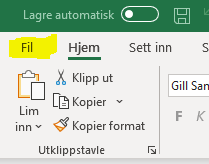 Lagre automatisk
Fil Hjem Sett inn
Lim inn
Klipp ut
Kopier
Kopier format
Utklippstavle
Gill San
F K